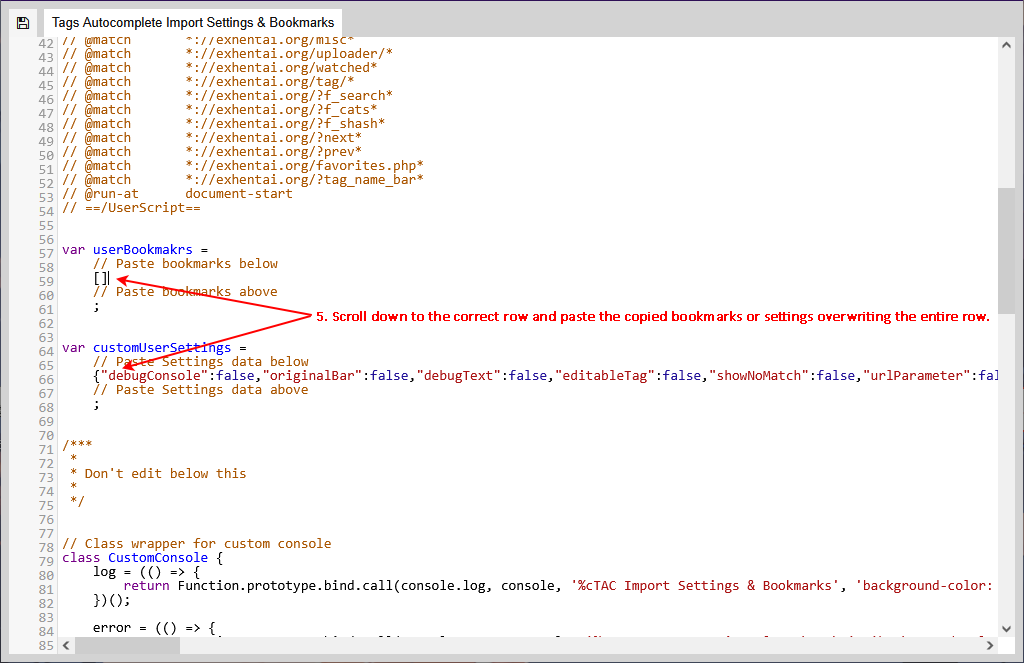 Tags Autocomplete Import Settings & Bookmarks
42 // @match       *://exhentai.org/misc*
43 // @match       *://exhentai.org/uploader/*
44 // @match       *://exhentai.org/watched*
45 // @match       *://exhentai.org/tag/*
46 // @match       *://exhentai.org/?f_search*
47 // @match       *://exhentai.org/?f_cats*
48 // @match       *://exhentai.org/?f_shash*
49 // @match       *://exhentai.org/?next*
50 // @match       *://exhentai.org/?prev*
51 // @match       *://exhentai.org/favorites.php*
52 // @match       *://exhentai.org/?tag_name_bar*
53 // @run-at      document-start
54 // ==/UserScript==
55
56
57 var userBookmakrs =
58     // Paste bookmarks below
59     []
60     // Paste bookmarks above
61     ;
5. Scroll down to the correct row and paste the copied bookmarks or settings overwriting the entire row.
62
63
64 var customUserSettings =
65     // Paste Settings data below
66     {"debugConsole":false,"originalBar":false,"debugText":false,"editableTag":false,"showNoMatch":false,"urlParameter":fal
67     // Paste Settings data above
68     ;
69
70
71 /***
72  *
73  * Don't edit below this
74  *
75  */
76
77
78 // Class wrapper for custom console
79 class CustomConsole {
80     log = (() => {
81         return Function.prototype.bind.call(console.log, console, '%cTAC Import Settings & Bookmarks', 'background-color:
82     })();
83
84     error = (() => {
85